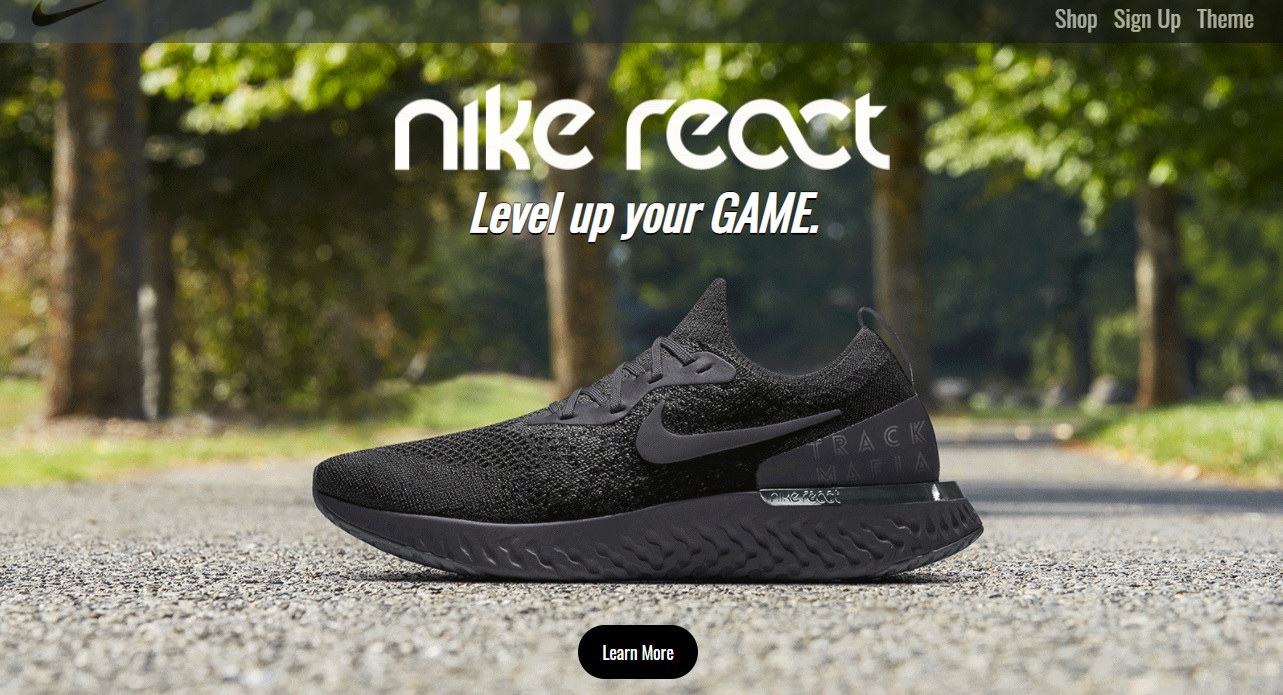 Shop Sign Up Theme
nike react
Level up your GAME.
TRACK
MAFIA
nike react
Learn More